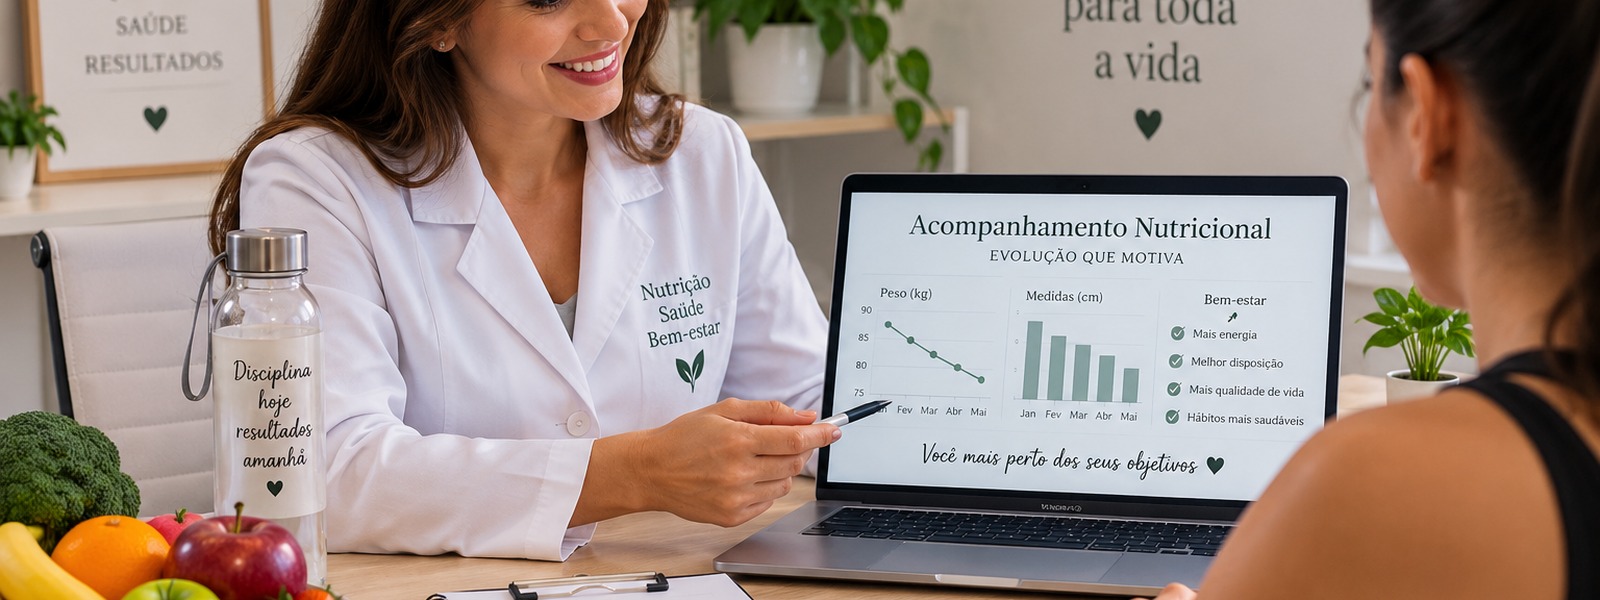 SAÚDE
RESULTADOS
para toda
a vida
Disciplina
hoje
resultados
amanhã
Nutrição
Saúde
Bem-estar
Acompanhamento Nutricional
EVOLUÇÃO QUE MOTIVA
Peso (kg)
90
85
80
75
Fev Mar Abr Mai
Medidas (cm)
Jan Fev Mar Abr Mai
Bem-estar
Mais energia
Melhor disposição
Mais qualidade de vida
Hábitos mais saudáveis
Você mais perto dos seus objetivos